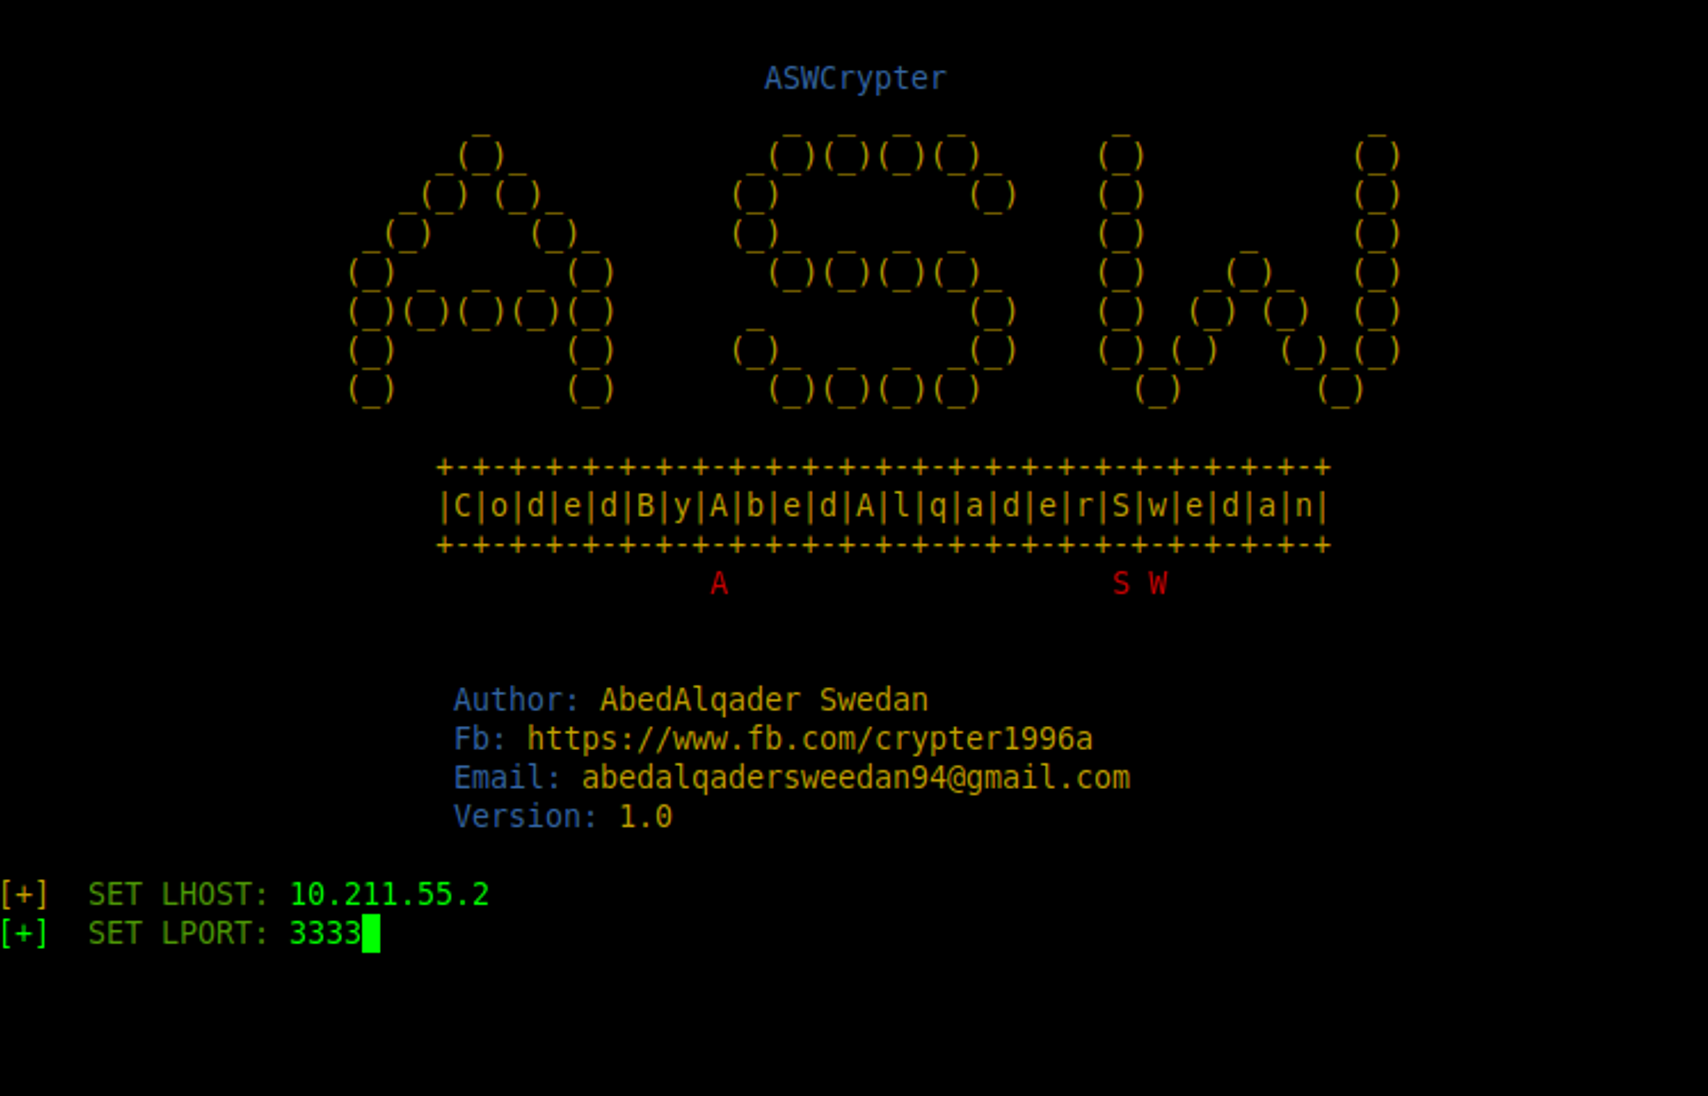 ASWCrypter
ASW
+-+-+-+-+-+-+-+-+-+-+-+-+-+-+-+-+-+-+-+-+-+-+-+-+
|C|o|d|e|d|B|y|A|b|e|d|A|l|q|a|d|e|r|S|w|e|d|a|n|
+-+-+-+-+-+-+-+-+-+-+-+-+-+-+-+-+-+-+-+-+-+-+-+-+
A S W
Author: AbedAlqader Swedan
Fb: https://www.fb.com/crypter1996a
Email: abedalqadersweedan94@gmail.com
Version: 1.0
[+] SET LHOST: 10.211.55.2
[+] SET LPORT: 3333